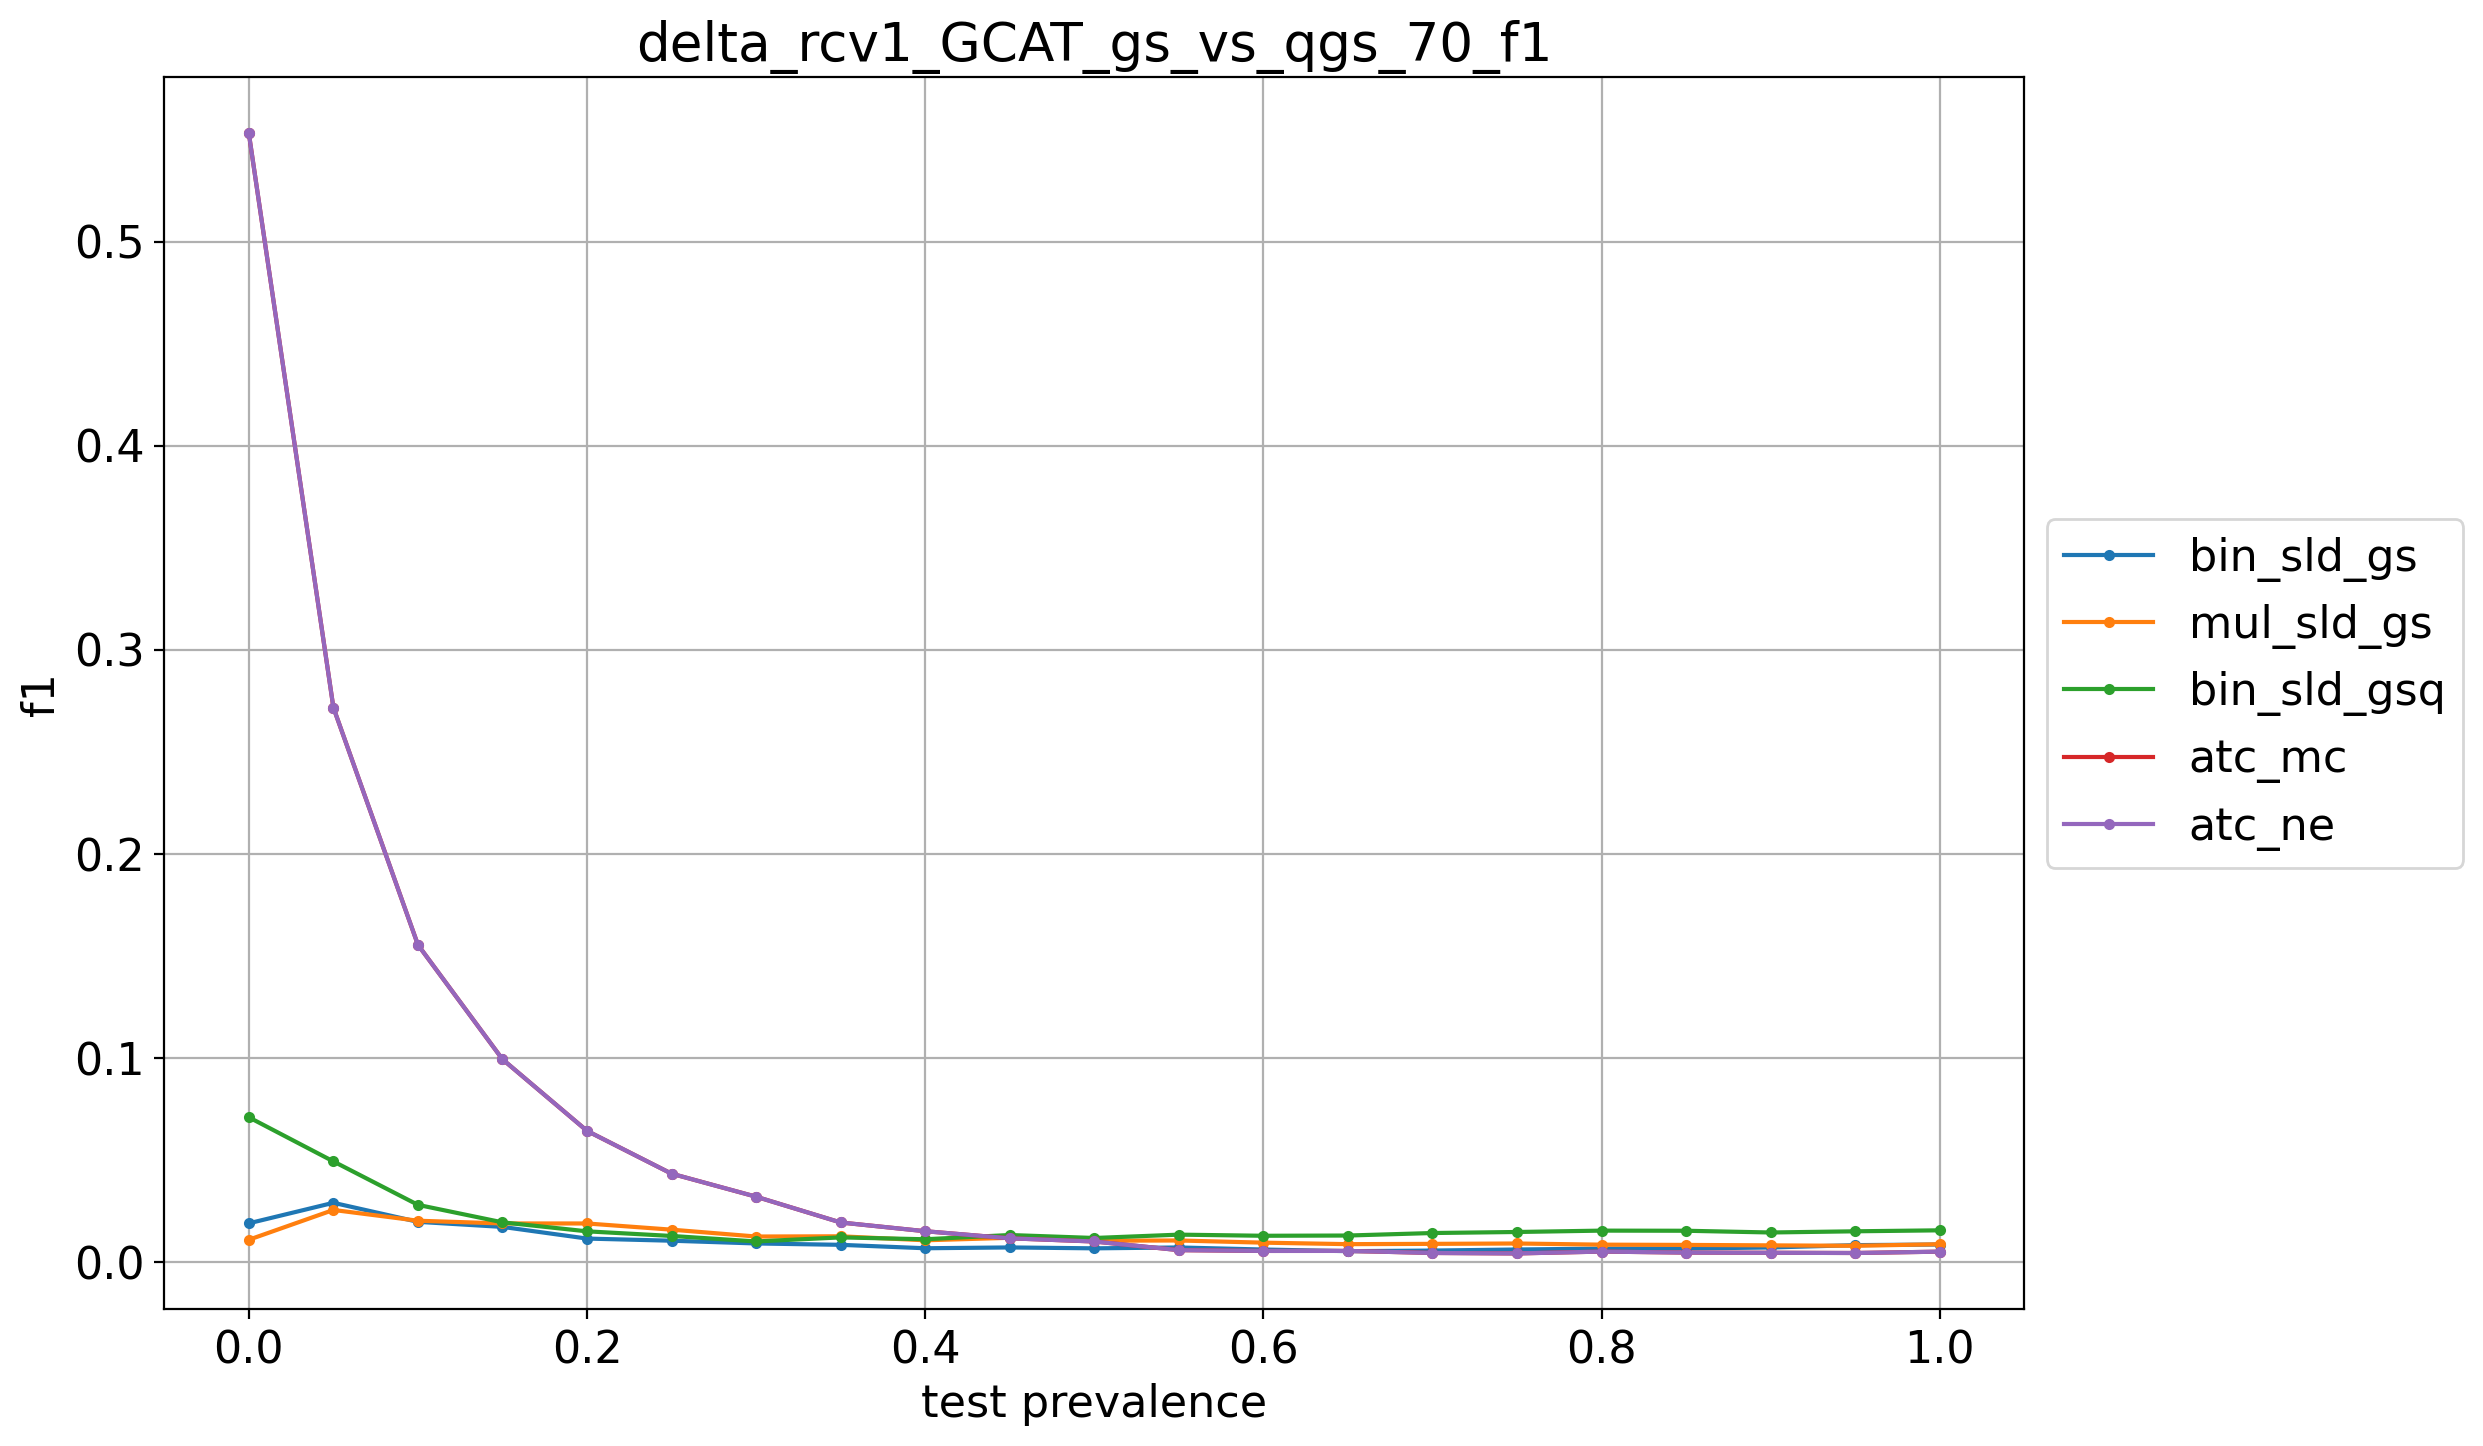 delta_rcv1_GCAT_gs_vs_qgs_70_f1
f1
0.5
0.4
0.3
0.2
0.1
0.0
0.0 0.2 0.4 0.6 0.8 1.0
test prevalence
bin_sld_gs
mul_sld_gs
bin_sld_gsq
atc_mc
atc_ne